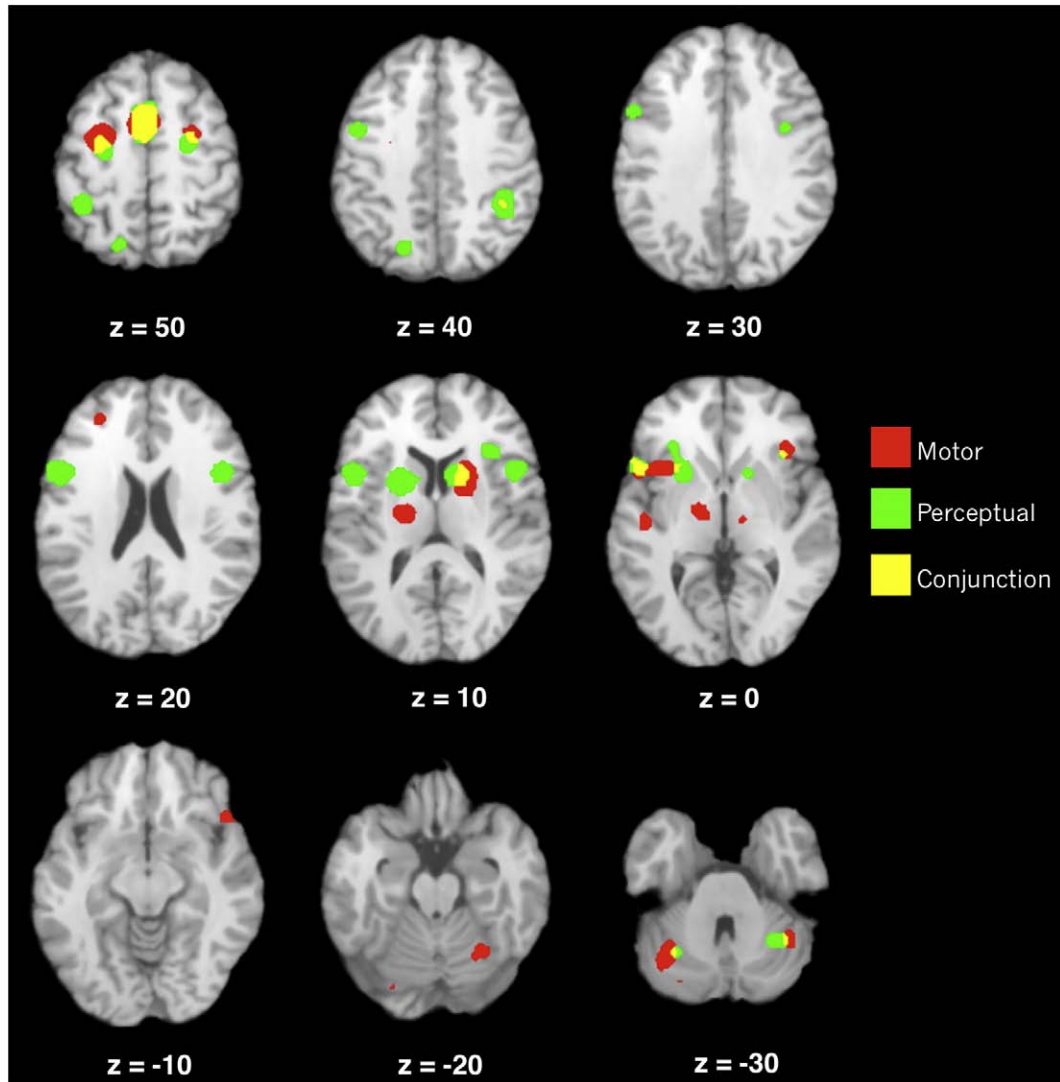 z = 50
z = 40
z = 30
z = 20
z = 10
z = 0
Motor
Perceptual
Conjunction
z = -10
z = -20
z = -30